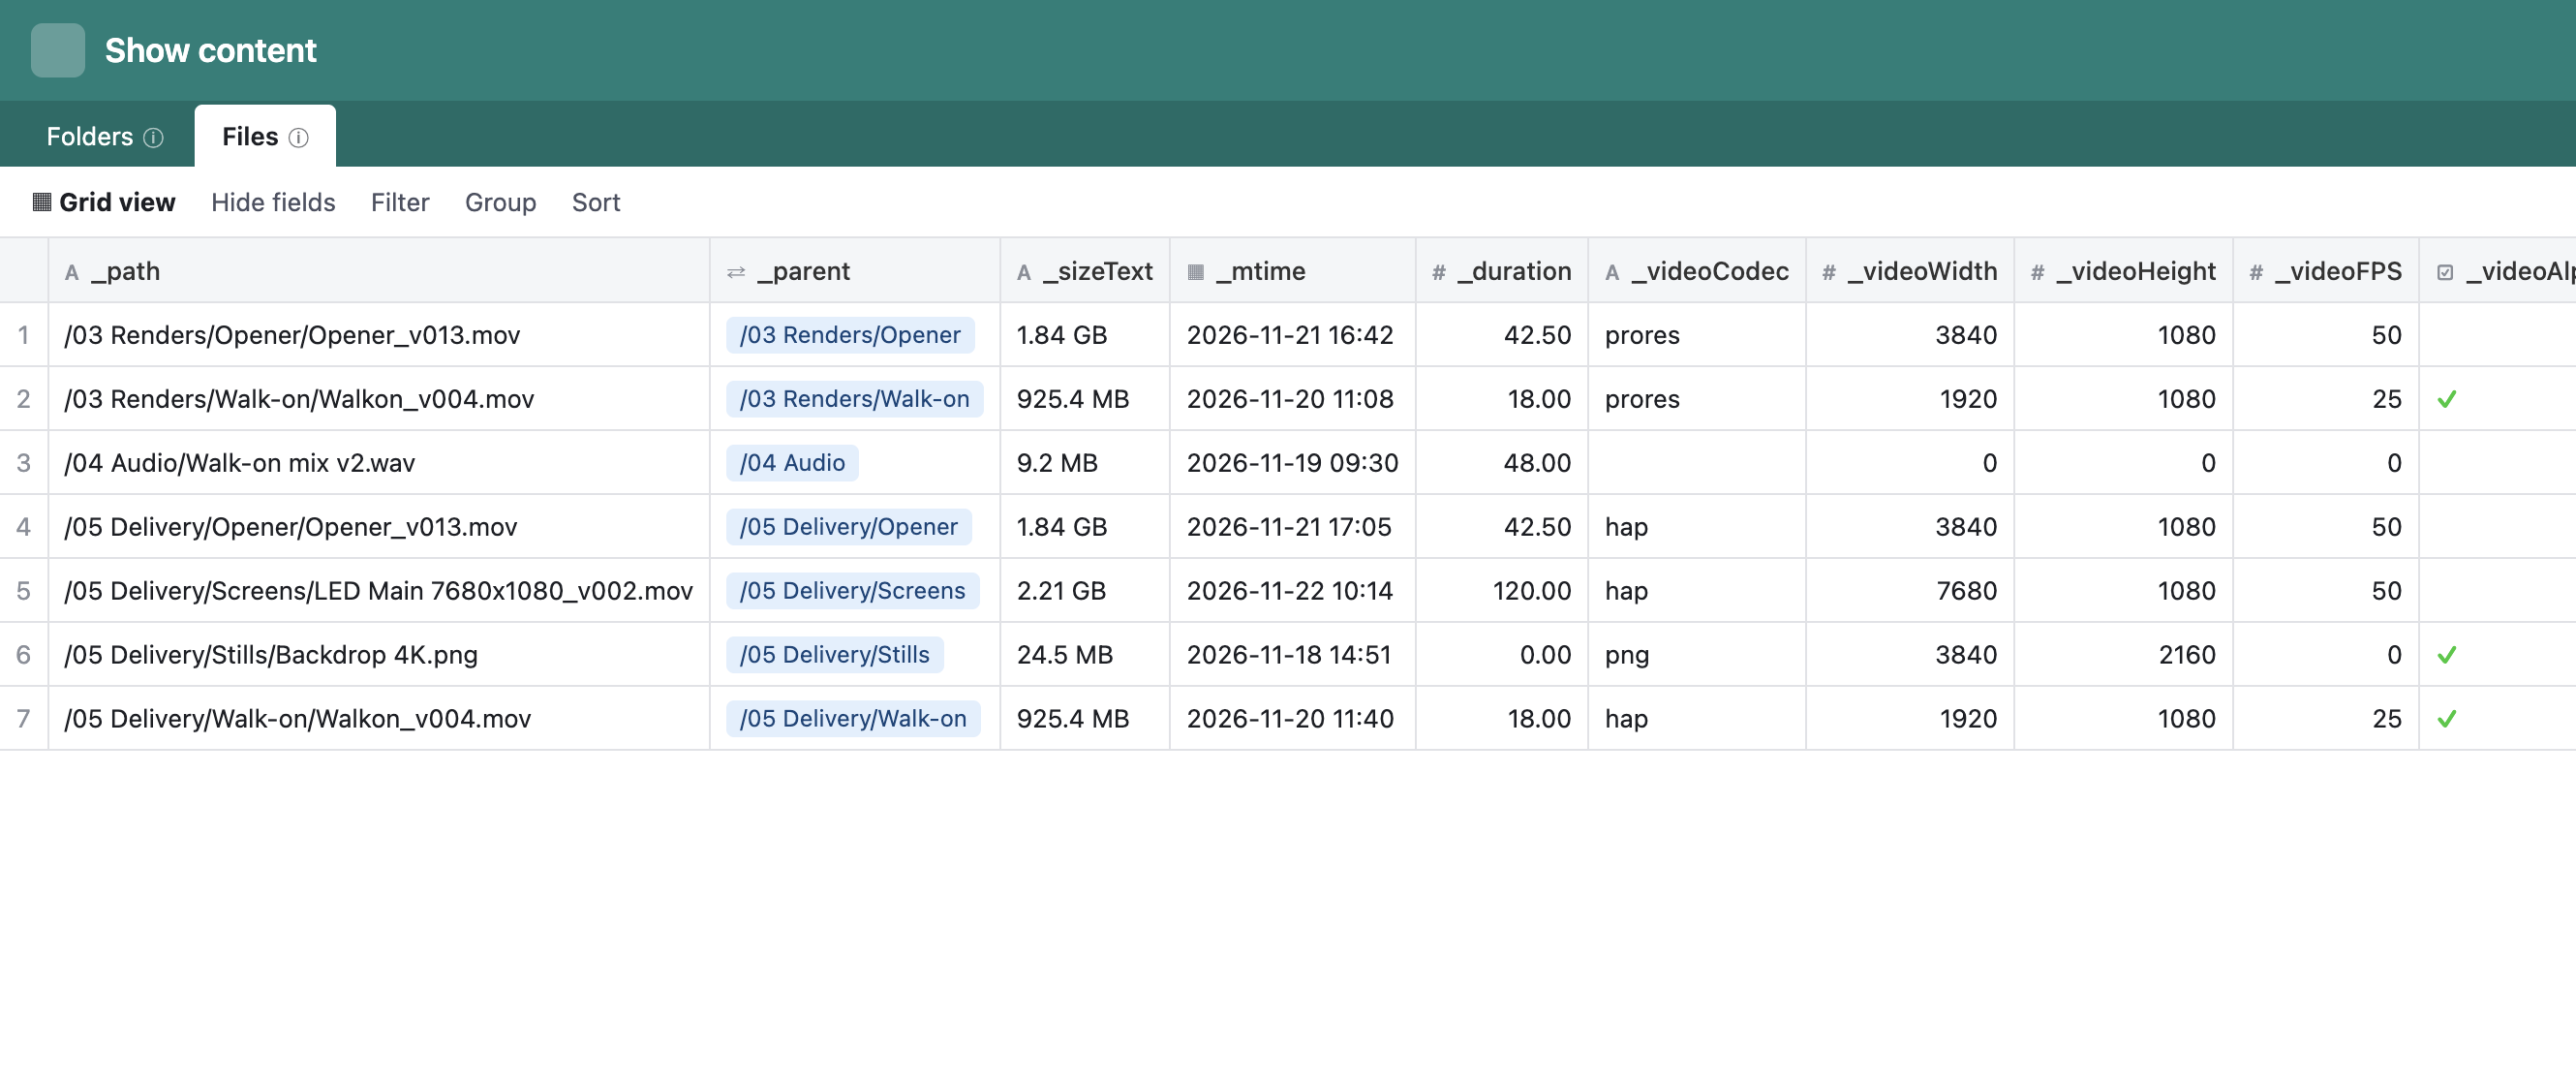 Show content
Folders Files
Grid view Hide fields Filter Group Sort
A _path _parent A _sizeText _mtime # _duration A _videoCodec # _videoWidth # _videoHeight # _videoFPS _videoAlp
1 /03 Renders/Opener/Opener_v013.mov /03 Renders/Opener 1.84 GB 2026-11-21 16:42 42.50 prores 3840 1080 50
2 /03 Renders/Walk-on/Walkon_v004.mov /03 Renders/Walk-on 925.4 MB 2026-11-20 11:08 18.00 prores 1920 1080 25
3 /04 Audio/Walk-on mix v2.wav /04 Audio 9.2 MB 2026-11-19 09:30 48.00 0 0 0
4 /05 Delivery/Opener/Opener_v013.mov /05 Delivery/Opener 1.84 GB 2026-11-21 17:05 42.50 hap 3840 1080 50
5 /05 Delivery/Screens/LED Main 7680x1080_v002.mov /05 Delivery/Screens 2.21 GB 2026-11-22 10:14 120.00 hap 7680 1080 50
6 /05 Delivery/Stills/Backdrop 4K.png /05 Delivery/Stills 24.5 MB 2026-11-18 14:51 0.00 png 3840 2160 0
7 /05 Delivery/Walk-on/Walkon_v004.mov /05 Delivery/Walk-on 925.4 MB 2026-11-20 11:40 18.00 hap 1920 1080 25